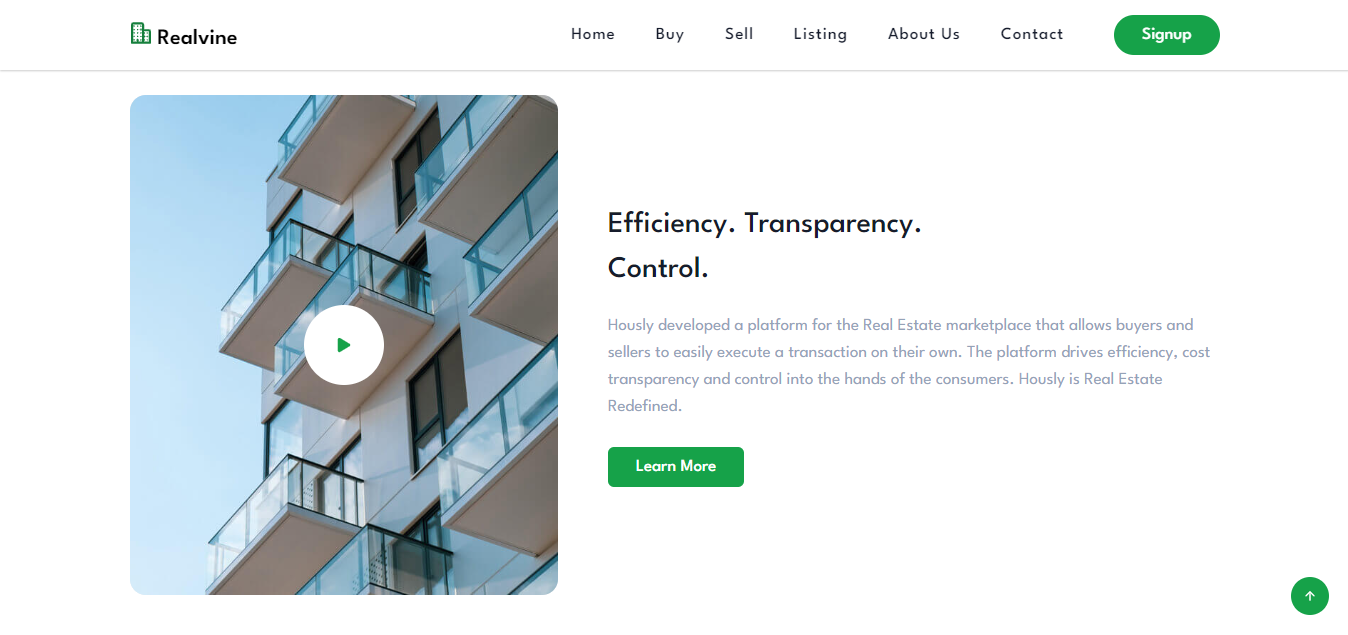 Realvine
Home Buy Sell Listing About Us Contact Signup
Efficiency. Transparency.
Control.
Hously developed a platform for the Real Estate marketplace that allows buyers and
sellers to easily execute a transaction on their own. The platform drives efficiency, cost
transparency and control into the hands of the consumers. Hously is Real Estate
Redefined.
Learn More